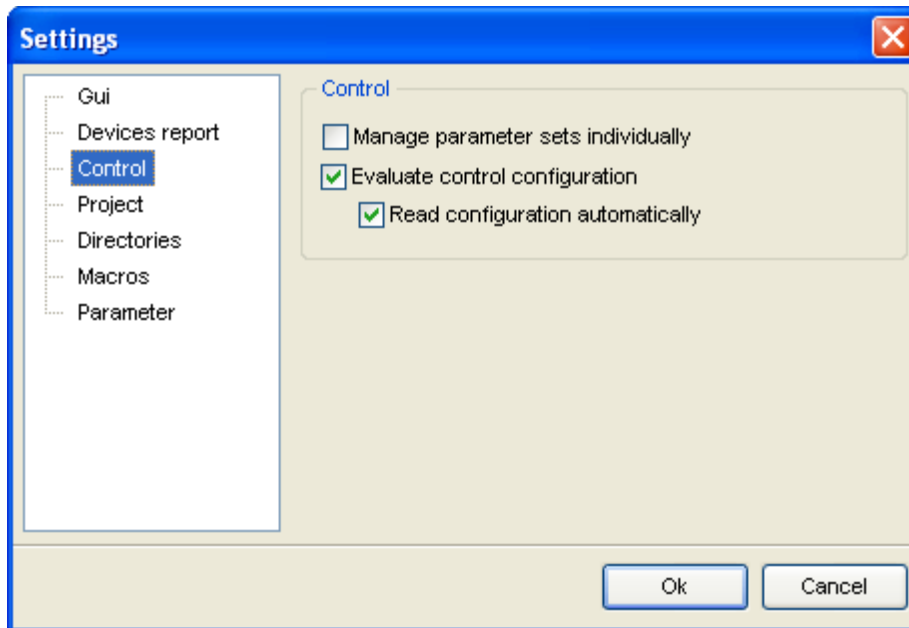 Settings
Gui
Devices report
Control
Project
Directories
Macros
Parameter
Control
Manage parameter sets individually
Evaluate control configuration
Read configuration automatically
Ok
Cancel